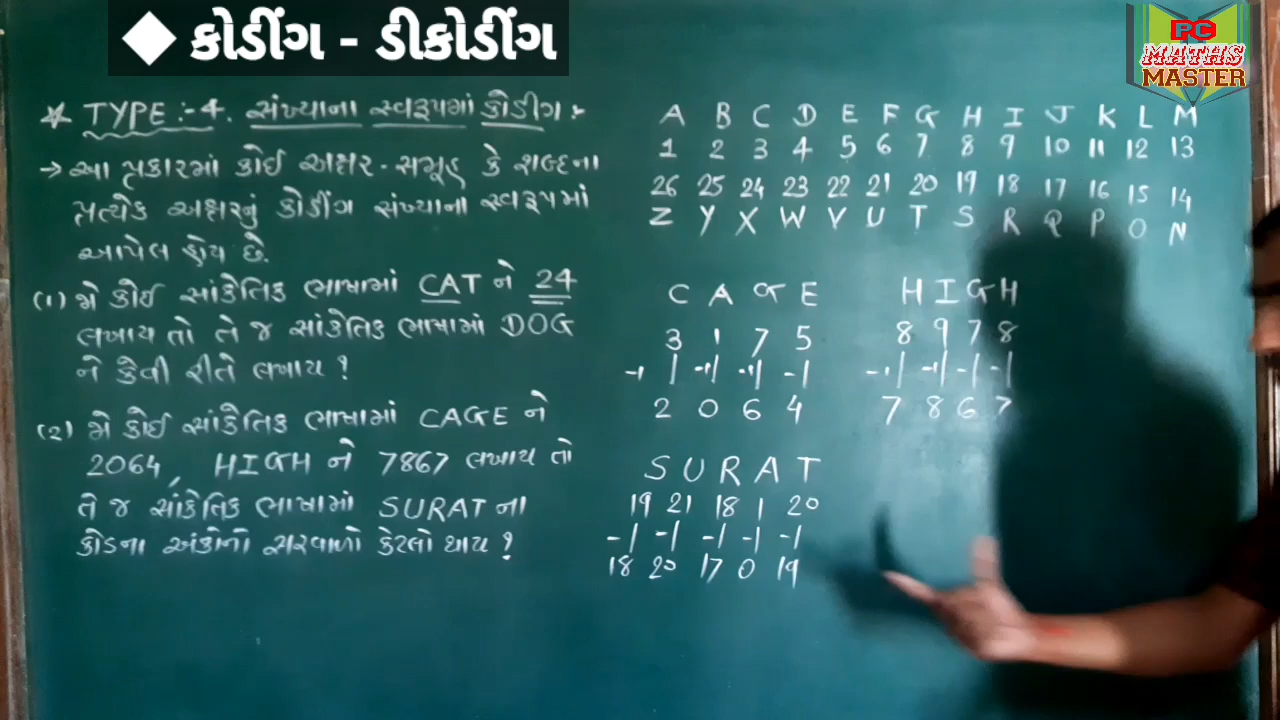 ◆ કોડીંગ - ડીકોડીંગ
PC
MATHS
MASTER
* TYPE :- 4. સંખ્યાના સ્વરૂપમાં કોડીંગ :-
→ આ પ્રકારમાં કોઈ અક્ષર - સમૂહ કે શબ્દના
પ્રત્યેક અક્ષરનું કોડીંગ સંખ્યાના સ્વરૂપમાં
આપેલ હોય છે.
(1) જો કોઈ સાંકેતિક ભાષામાં CAT ને 24
લખાય તો તે જ સાંકેતિક ભાષામાં DOG
ને કેવી રીતે લખાય ?
(2) જો કોઈ સાંકેતિક ભાષામાં CAGE ને
2064, HIGH ને 7867 લખાય તો
તે જ સાંકેતિક ભાષામાં SURAT ના
કોડના અંકોનો સરવાળો કેટલો થાય ?
A B C D E F G H I J K L M
1 2 3 4 5 6 7 8 9 10 11 12 13
26 25 24 23 22 21 20 19 18 17 16 15 14
Z Y X W V U T S R Q P O N
C A G E
3 1 7 5
-1 -1 -1 -1
2 0 6 4
H I G H
8 9 7 8
-1 -1 -1 -1
7 8 6 7
S U R A T
19 21 18 1 20
-1 -1 -1 -1 -1
18 20 17 0 19